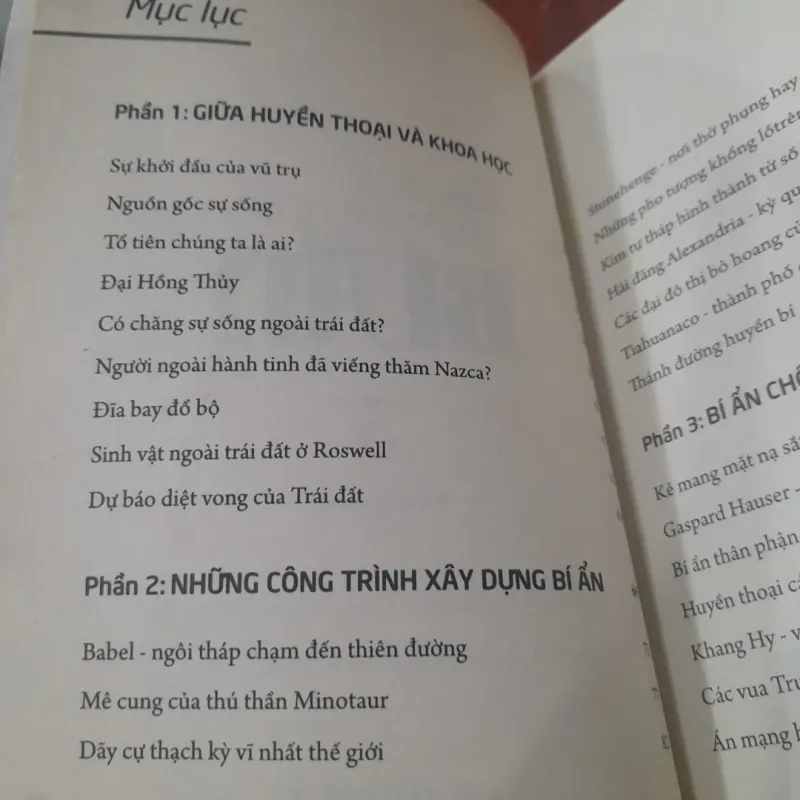 Mục lục
Phần 1: GIỮA HUYỀN THOẠI VÀ KHOA HỌC
Sự khởi đầu của vũ trụ
Nguồn gốc sự sống
Tổ tiên chúng ta là ai?
Đại Hồng Thủy
Có chăng sự sống ngoài trái đất?
Người ngoài hành tinh đã viếng thăm Nazca?
Đĩa bay đổ bộ
Sinh vật ngoài trái đất ở Roswell
Dự báo diệt vong của Trái đất
Phần 2: NHỮNG CÔNG TRÌNH XÂY DỰNG BÍ ẨN
Babel - ngôi tháp chạm đến thiên đường
Mê cung của thú thần Minotaur
Dãy cự thạch kỳ vĩ nhất thế giới
Stonehenge - nơi thờ phụng hay
Những pho tượng khổng lồ trên
Kim tự tháp hình thành từ số
Hải đăng Alexandria - kỳ qu
Các đại đô thị bỏ hoang củ
Tiahuanaco - thành phố
Thánh đường huyền bí
Phần 3: BÍ ẨN CH
Kẻ mang mặt nạ sắ
Gaspard Hauser -
Bí ẩn thân phận
Huyền thoại cá
Khang Hy - v
Các vua Tru
Án mạng h